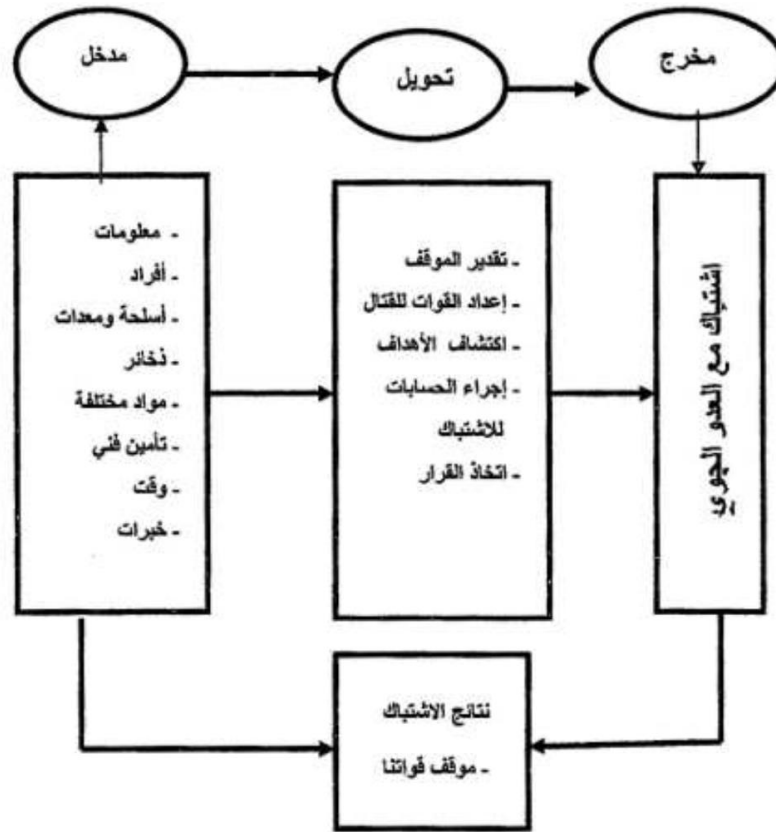 مدخل
تحويل
مخرج
- معلومات
- أفراد
- أسلحة ومعدات
- ذخائر
- مواد مختلفة
- تأمين فني
- وقت
- خبرات
- تقدير الموقف
- إعداد القوات للقتال
- اكتشاف الأهداف
- إجراء الحسابات
للاشتباك
- اتخاذ القرار
اشتباك مع العدو الجوي
نتائج الاشتباك
- موقف قواتنا